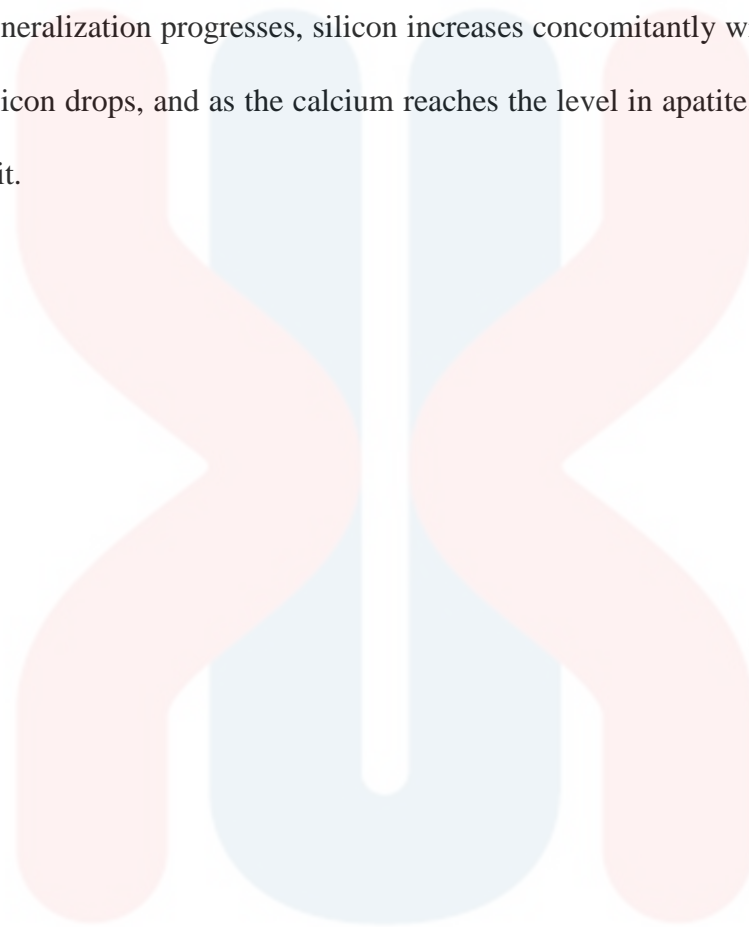 neralization progresses, silicon increases concomitantly w
icon drops, and as the calcium reaches the level in apatite
it.